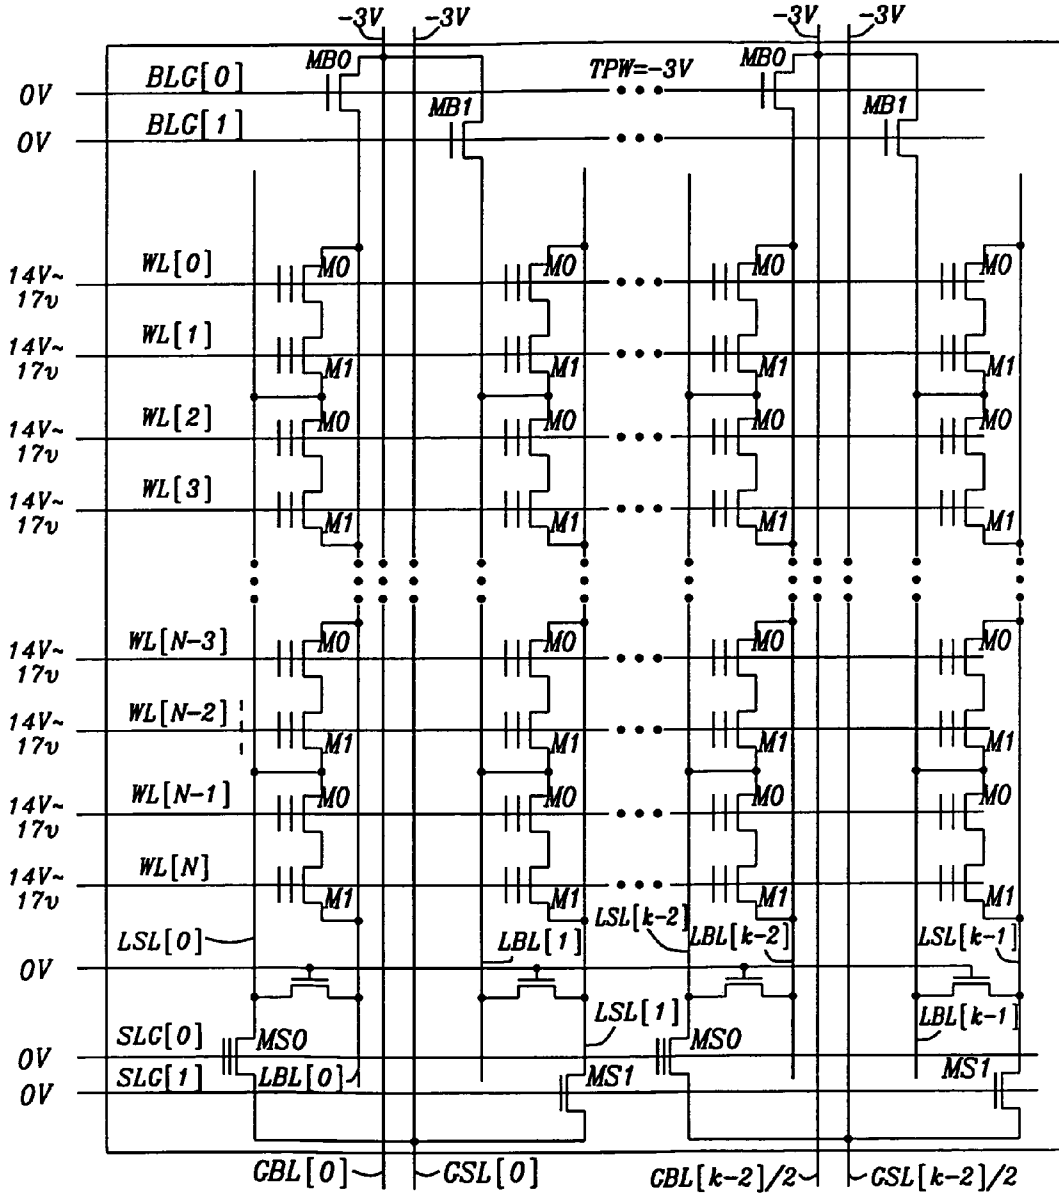 -3V -3V -3V -3V
MB0 TPW=-3V MB0
0V BLG[0]
MB1 MB1
0V BLG[1]
14V~ WL[0] M0 M0 M0 M0
17v
14V~ WL[1] M1 M1 M1 M1
17v
14V~ WL[2] M0 M0 M0 M0
17v
14V~ WL[3] M1 M1 M1 M1
17v
14V~ WL[N-3] M0 M0 M0 M0
17v
14V~ WL[N-2] M1 M1 M1 M1
17v
14V~ WL[N-1] M0 M0 M0 M0
17v
14V~ WL[N] M1 M1 M1 M1
17v
LSL[0] LBL[1] LSL[k-2] LBL[k-2] LSL[k-1]
0V
LSL[1] LBL[k-1]
0V SLG[0] MS0 MS0
0V SLG[1] LBL[0] MS1 MS1
GBL[0] GSL[0] GBL[k-2]/2 GSL[k-2]/2